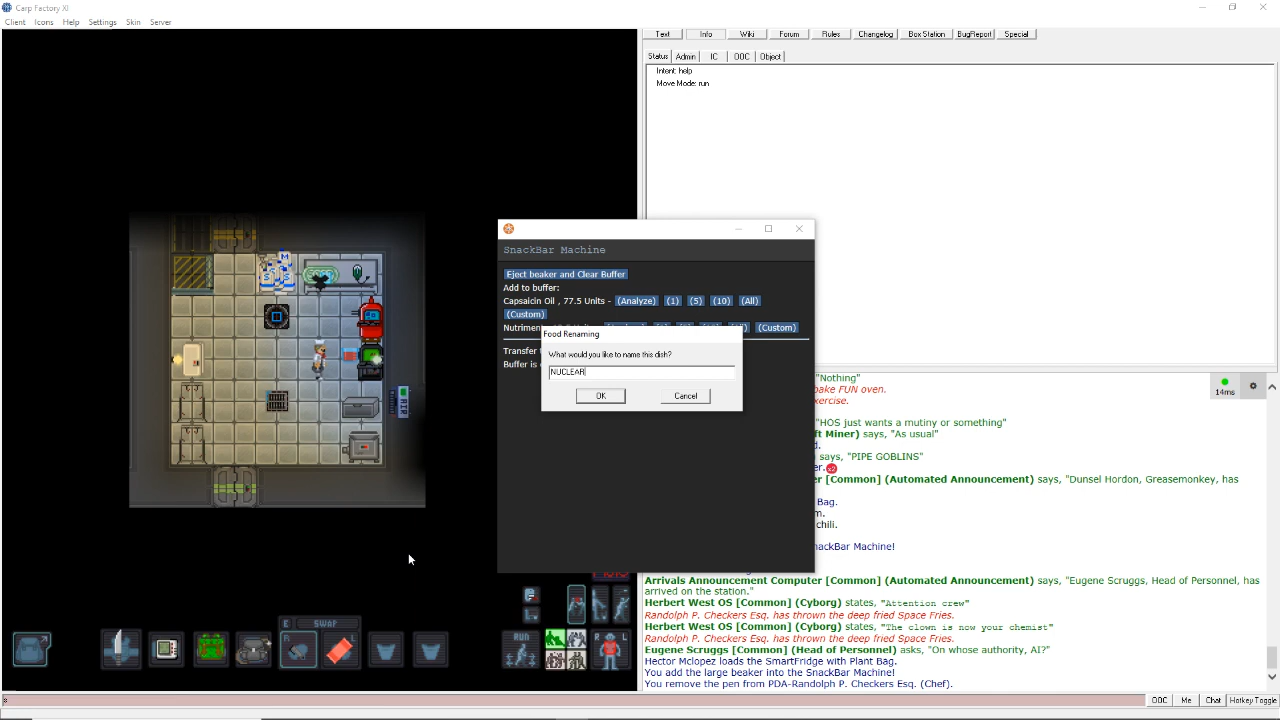 Carp Factory XI
Client Icons Help Settings Skin Server
Text Info Wiki Forum Rules Changelog Box Station BugReport Special
Status Admin IC OOC Object
Intent: help
Move Mode: run
SnackBar Machine
Eject beaker and Clear Buffer
Add to buffer:
Capsaicin Oil , 77.5 Units - (Analyze) (1) (5) (10) (All)
(Custom)
Nutriment (Custom)
Transfer
Buffer is
Food Renaming
What would you like to name this dish?
NUCLEAR
OK Cancel
14ms
"Nothing"
bake FUN oven.
HOS just wants a mutiny or something"
ft Miner) says, "As usual"
says, "PIPE GOBLINS"
er. x2
er [Common] (Automated Announcement) says, "Dunsel Hordon, Greasemonkey, has
Bag.
chili.
nackBar Machine!
Arrivals Announcement Computer [Common] (Automated Announcement) says, "Eugene Scruggs, Head of Personnel, has
arrived on the station."
Herbert West OS [Common] (Cyborg) states, "Attention crew"
Randolph P. Checkers Esq. has thrown the deep fried Space Fries.
Herbert West OS [Common] (Cyborg) states, "The clown is now your chemist"
Randolph P. Checkers Esq. has thrown the deep fried Space Fries.
Eugene Scruggs [Common] (Head of Personnel) asks, "On whose authority, AI?"
Hector Mclopez loads the SmartFridge with Plant Bag.
You add the large beaker into the SnackBar Machine!
You remove the pen from PDA-Randolph P. Checkers Esq. (Chef).
E SWAP
R L
RUN
R L
OOC Me Chat Hotkey Toggle